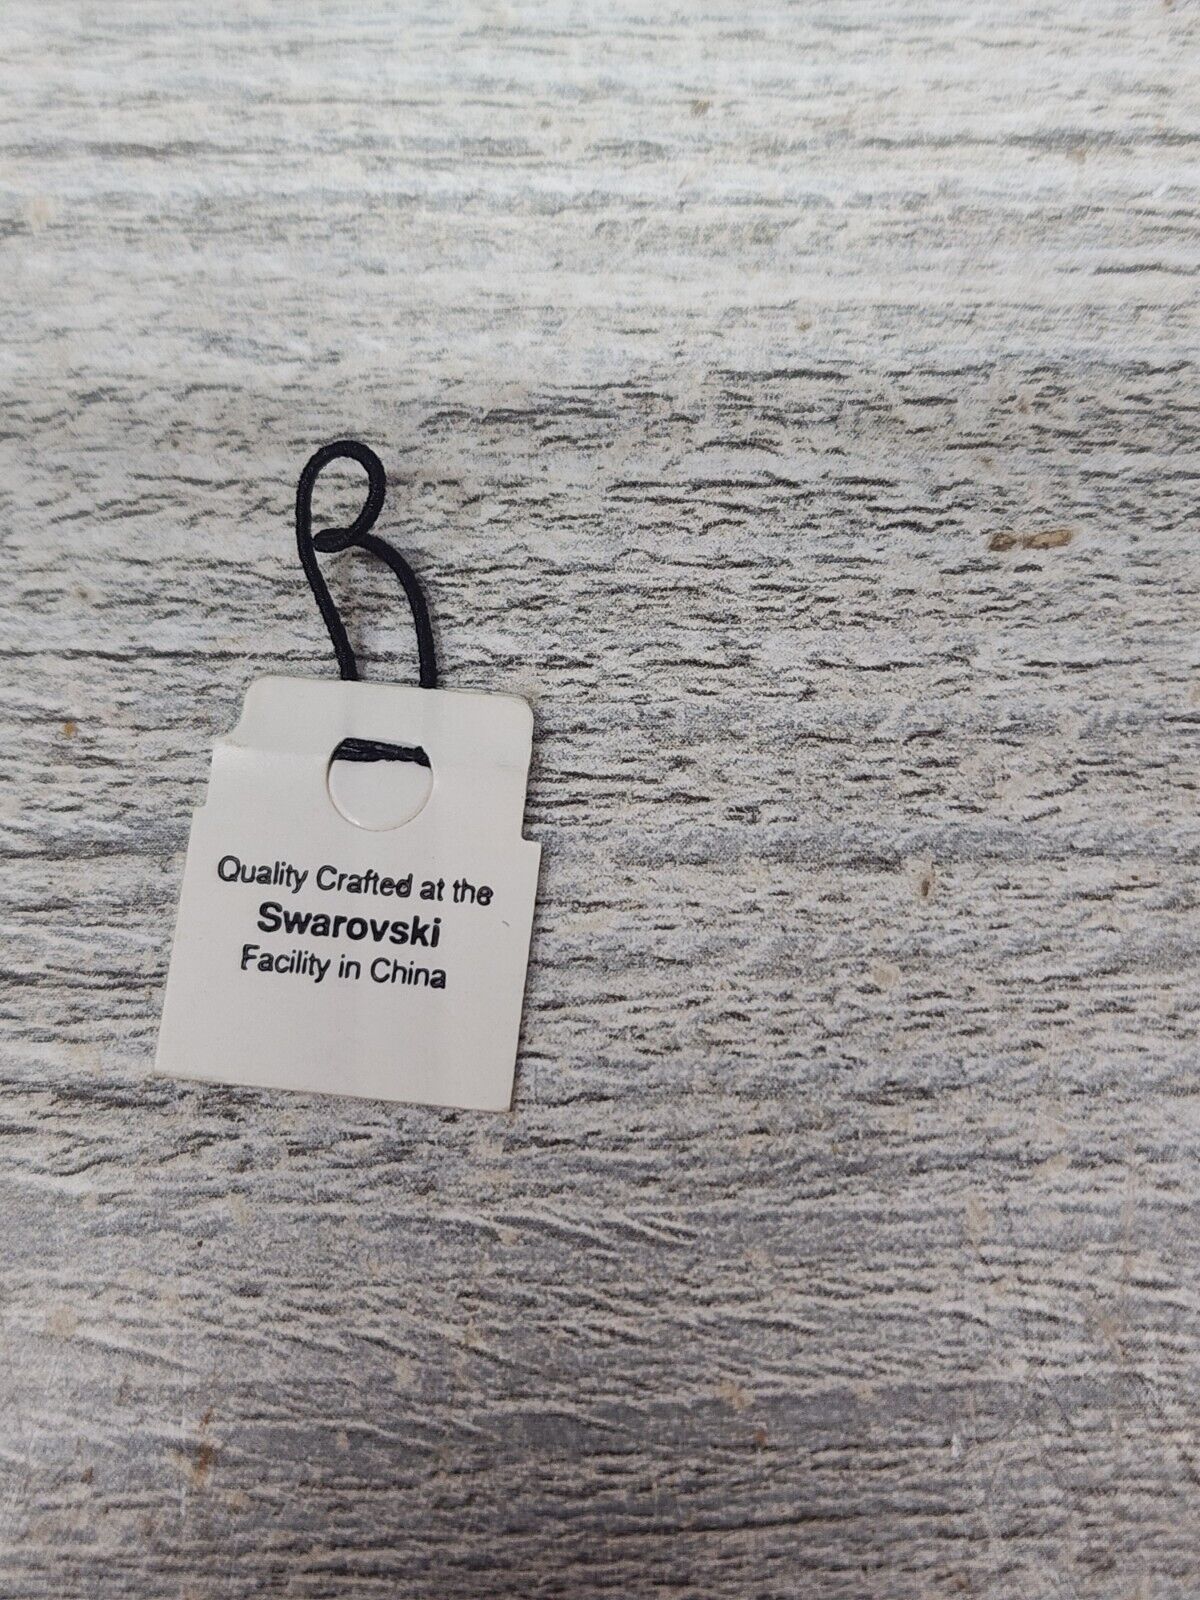 Quality Crafted at the
Swarovski
Facility in China